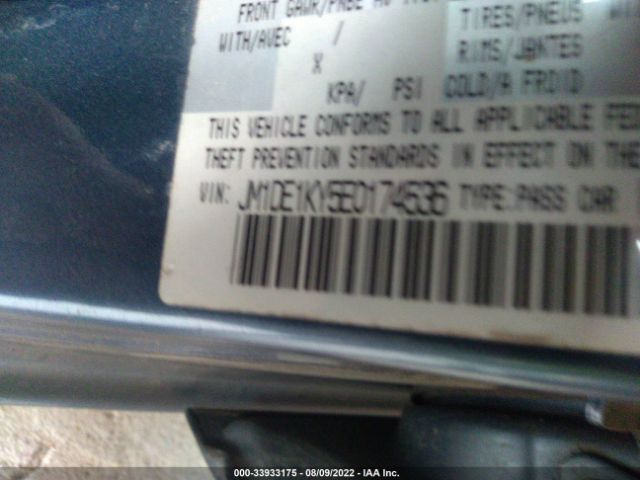 FRONT GAWR/PNBE AV
TIRES/PNEUS
WITH/AVEC /
RIMS/JANTES
X
KPA/ PSI COLD/A FROID
THIS VEHICLE CONFORMS TO ALL APPLICABLE
THEFT PREVENTION STANDARDS IN EFFECT ON THE
VIN: JM1DE1KY5E0174536 TYPE:PASS CAR
000-33933175 - 08/09/2022 - IAA Inc.